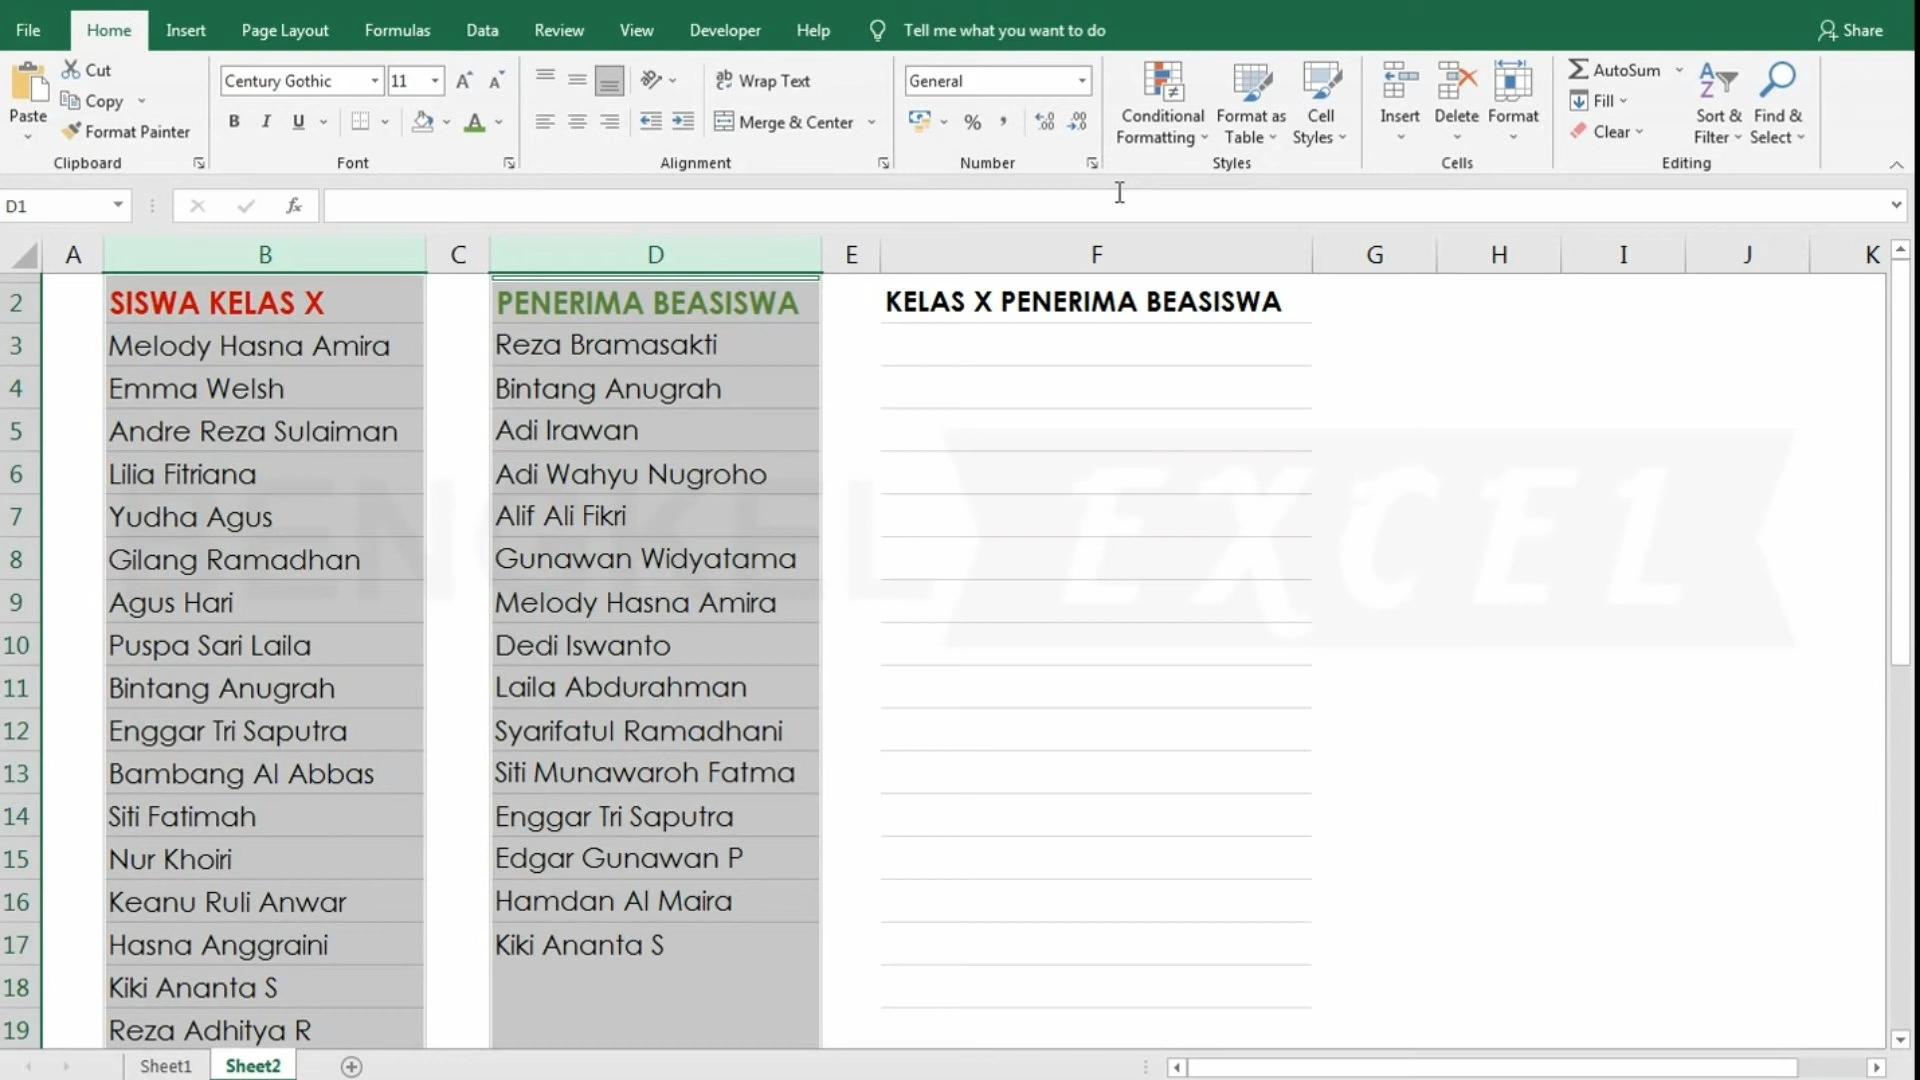 File Home Insert Page Layout Formulas Data Review View Developer Help Tell me what you want to do Share
Paste Cut Copy Format Painter Clipboard
Century Gothic 11 A A B I U A Font
ab Wrap Text Merge & Center Alignment
General % , Number
Conditional Formatting Format as Table Cell Styles Styles
Insert Delete Format Cells
AutoSum Fill Clear Sort & Filter Find & Select Editing
D1 fx
A B C D E F G H I J K
2 SISWA KELAS X PENERIMA BEASISWA KELAS X PENERIMA BEASISWA
3 Melody Hasna Amira Reza Bramasakti
4 Emma Welsh Bintang Anugrah
5 Andre Reza Sulaiman Adi Irawan
6 Lilia Fitriana Adi Wahyu Nugroho
7 Yudha Agus Alif Ali Fikri
8 Gilang Ramadhan Gunawan Widyatama
9 Agus Hari Melody Hasna Amira
10 Puspa Sari Laila Dedi Iswanto
11 Bintang Anugrah Laila Abdurahman
12 Enggar Tri Saputra Syarifatul Ramadhani
13 Bambang Al Abbas Siti Munawaroh Fatma
14 Siti Fatimah Enggar Tri Saputra
15 Nur Khoiri Edgar Gunawan P
16 Keanu Ruli Anwar Hamdan Al Maira
17 Hasna Anggraini Kiki Ananta S
18 Kiki Ananta S
19 Reza Adhitya R
EXCEL
Sheet1 Sheet2